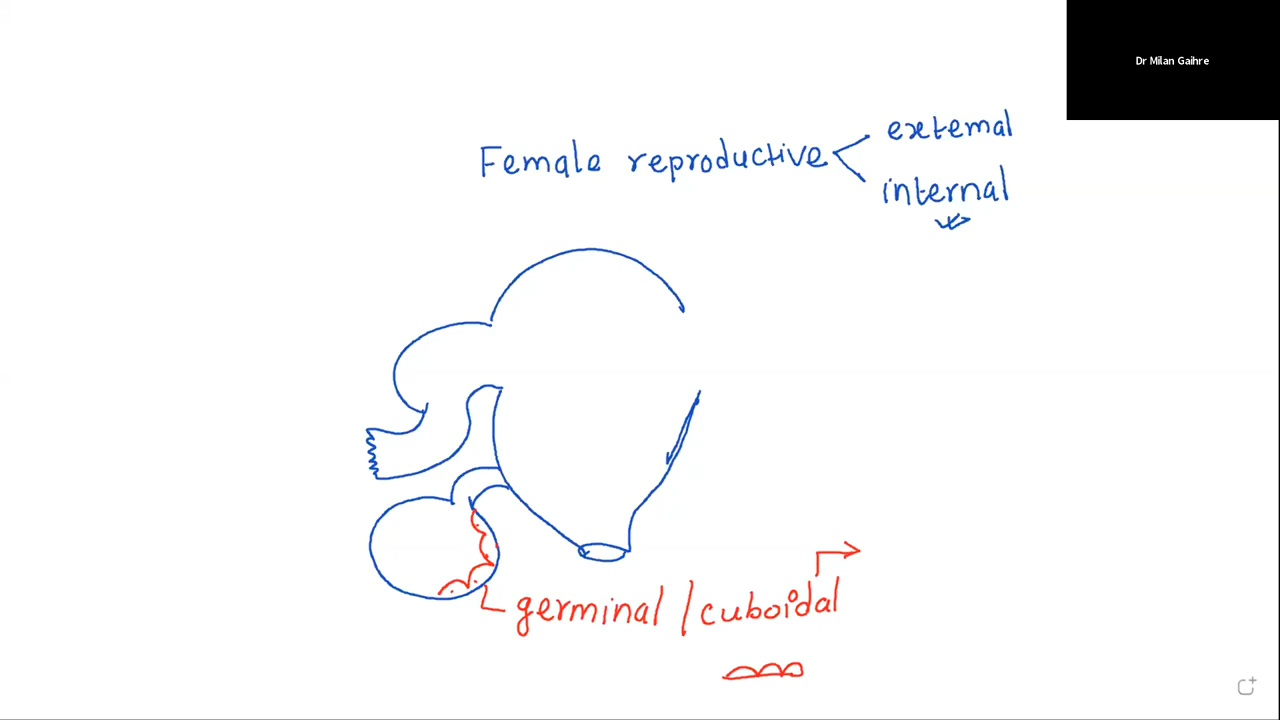 Dr Milan Gaihre
external
Female reproductive
internal
germinal / cuboidal